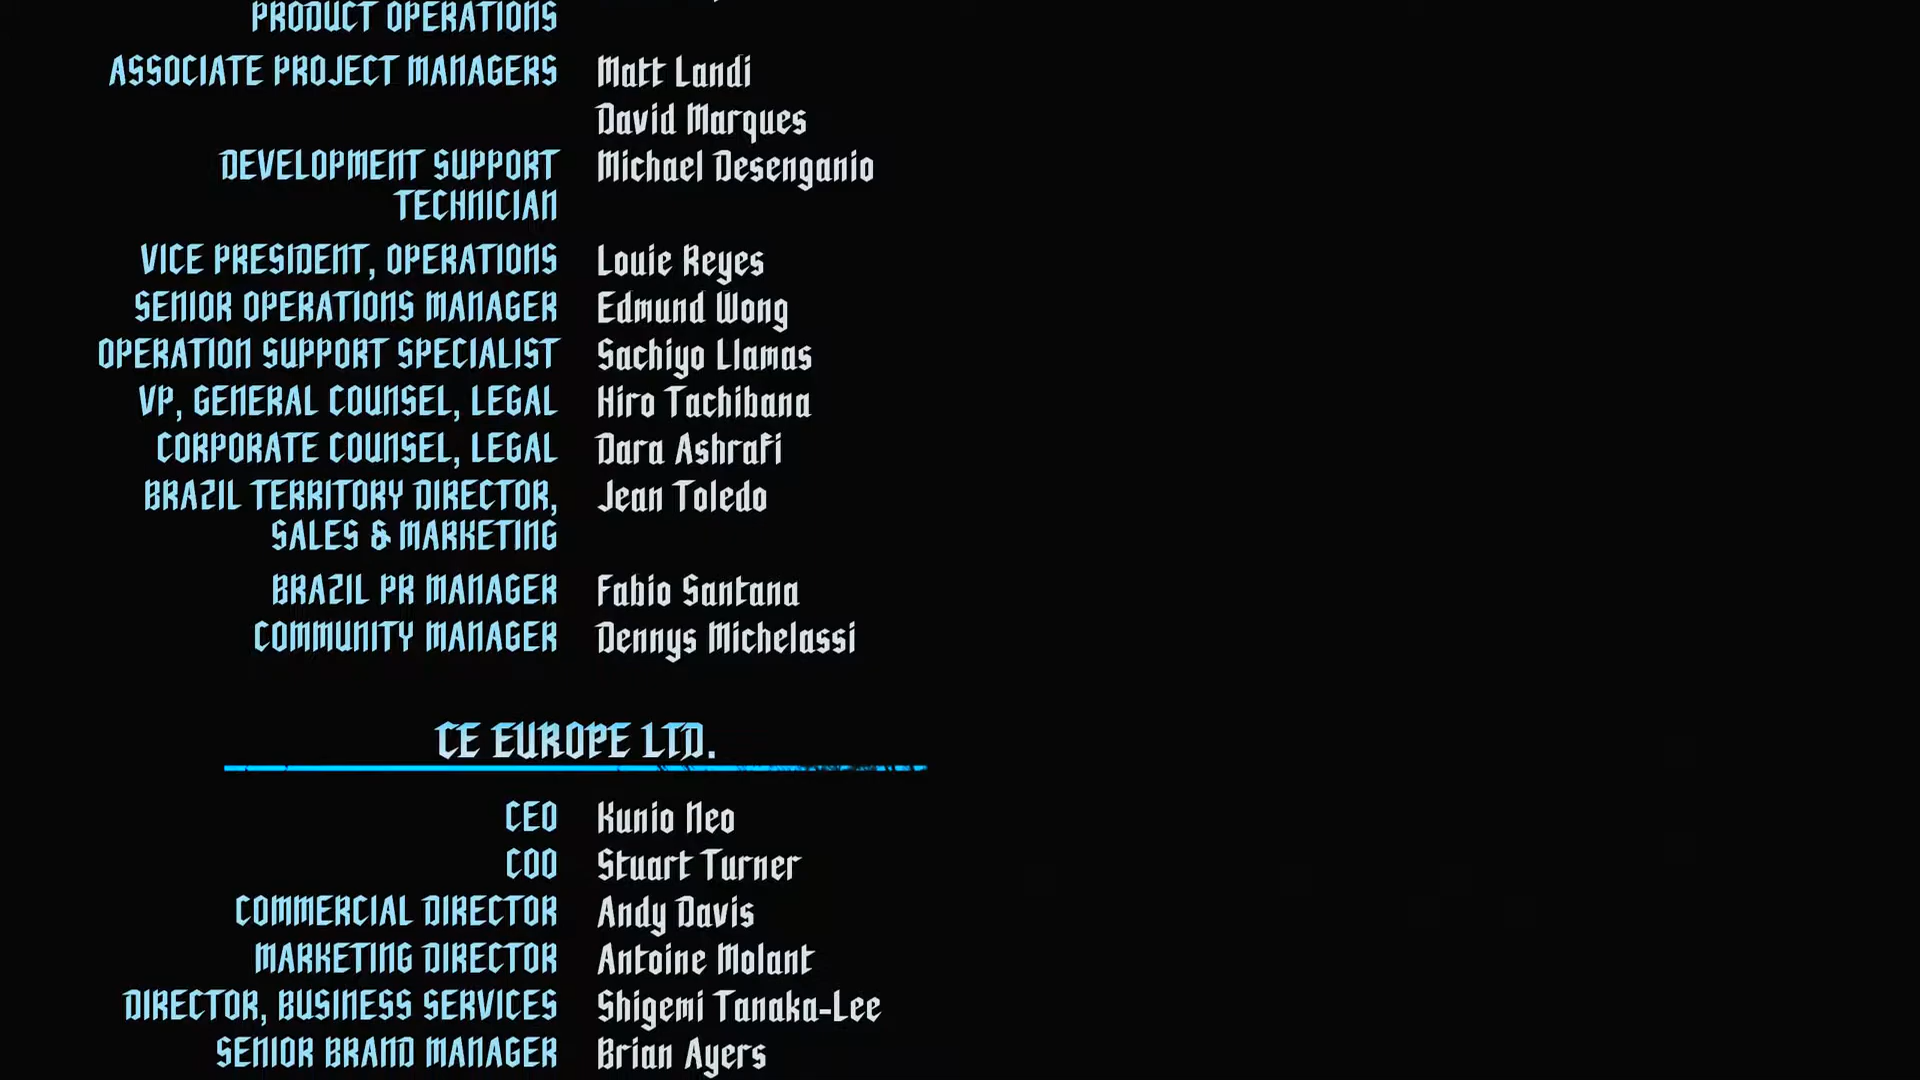 PRODUCT OPERATIONS
ASSOCIATE PROJECT MANAGERS Matt Landi
David Marques
DEVELOPMENT SUPPORT Michael Desenganio
TECHNICIAN
VICE PRESIDENT, OPERATIONS Louie Reyes
SENIOR OPERATIONS MANAGER Edmund Wong
OPERATION SUPPORT SPECIALIST Sachiyo Llamas
VP, GENERAL COUNSEL, LEGAL Hiro Tachibana
CORPORATE COUNSEL, LEGAL Dara Ashrafi
BRAZIL TERRITORY DIRECTOR, Jean Toledo
SALES & MARKETING
BRAZIL PR MANAGER Fabio Santana
COMMUNITY MANAGER Dennys Michelassi
CE EUROPE LTD.
CEO Kunio Neo
COO Stuart Turner
COMMERCIAL DIRECTOR Andy Davis
MARKETING DIRECTOR Antoine Molant
DIRECTOR, BUSINESS SERVICES Shigemi Tanaka-Lee
SENIOR BRAND MANAGER Brian Ayers